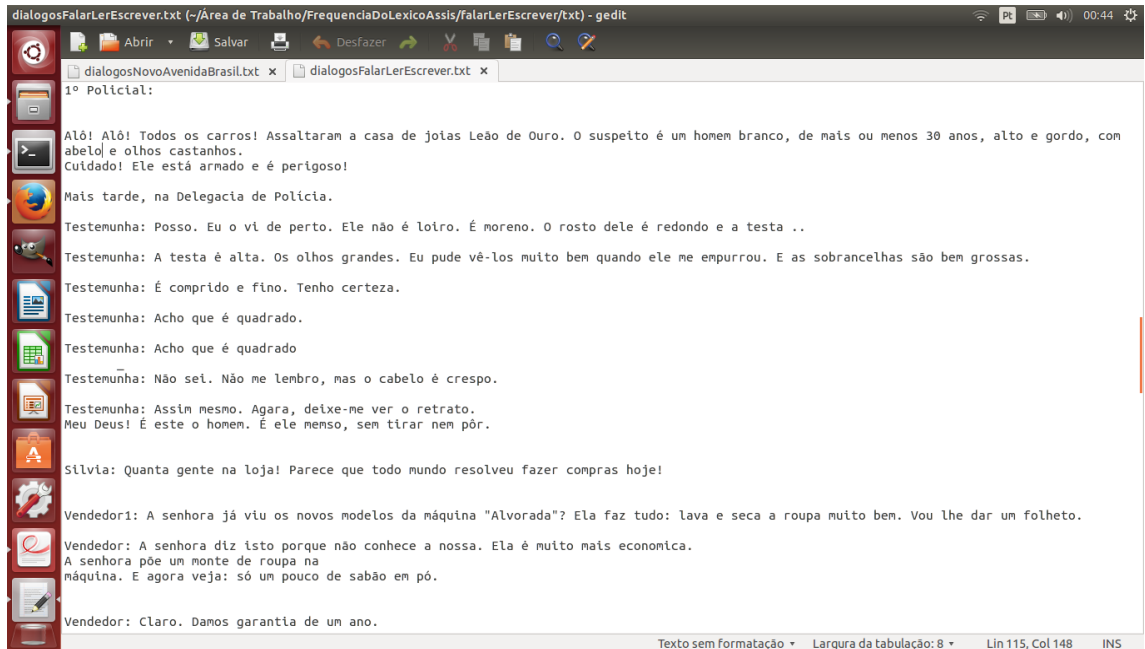 dialogosFalarLerEscrever.txt (~/Área de Trabalho/FrequenciaDoLexicoAssis/falarLerEscrever/txt) - gedit
Pt
00:44
Abrir
Salvar
Desfazer
dialogosNovoAvenidaBrasil.txt ×
dialogosFalarLerEscrever.txt ×
1º Policial:
Alô! Alô! Todos os carros! Assaltaram a casa de joias Leão de Ouro. O suspeito é um homem branco, de mais ou menos 30 anos, alto e gordo, com
abelo e olhos castanhos.
Cuidado! Ele está armado e é perigoso!
Mais tarde, na Delegacia de Polícia.
Testemunha: Posso. Eu o vi de perto. Ele não é loiro. É moreno. O rosto dele é redondo e a testa ..
Testemunha: A testa é alta. Os olhos grandes. Eu pude vê-los muito bem quando ele me empurrou. E as sobrancelhas são bem grossas.
Testemunha: É comprido e fino. Tenho certeza.
Testemunha: Acho que é quadrado.
Testemunha: Acho que é quadrado
Testemunha: Não sei. Não me lembro, mas o cabelo é crespo.
Testemunha: Assim mesmo. Agara, deixe-me ver o retrato.
Meu Deus! É este o homem. É ele memso, sem tirar nem pôr.
Silvia: Quanta gente na loja! Parece que todo mundo resolveu fazer compras hoje!
Vendedor1: A senhora já viu os novos modelos da máquina "Alvorada"? Ela faz tudo: lava e seca a roupa muito bem. Vou lhe dar um folheto.
Vendedor: A senhora diz isto porque não conhece a nossa. Ela é muito mais economica.
A senhora põe um monte de roupa na
máquina. E agora veja: só um pouco de sabão em pó.
Vendedor: Claro. Damos garantia de um ano.
Texto sem formatação
Largura da tabulação: 8
Lin 115, Col 148
INS